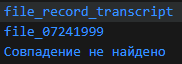 file_record_transcript
file_07241999
Совпадение не найдено